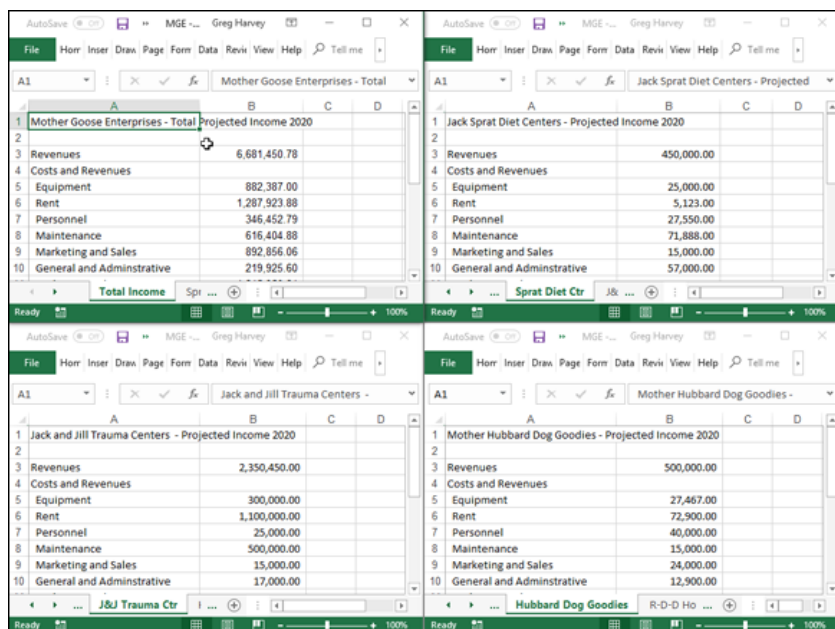 AutoSave Off MGE -... Greg Harvey
File Hom Inser Draw Page Form Data Revi View Help Tell me
A1 fx Mother Goose Enterprises - Total
A B C D
1 Mother Goose Enterprises - Total Projected Income 2020
2
3 Revenues 6,681,450.78
4 Costs and Revenues
5 Equipment 882,387.00
6 Rent 1,287,923.88
7 Personnel 346,452.79
8 Maintenance 616,404.88
9 Marketing and Sales 892,856.06
10 General and Adminstrative 219,925.60
Total Income Spr ...
Ready 100%
AutoSave Off MGE -... Greg Harvey
File Hom Inser Draw Page Form Data Revi View Help Tell me
A1 fx Jack Sprat Diet Centers - Projected
A B C D
1 Jack Sprat Diet Centers - Projected Income 2020
2
3 Revenues 450,000.00
4 Costs and Revenues
5 Equipment 25,000.00
6 Rent 5,123.00
7 Personnel 27,550.00
8 Maintenance 71,888.00
9 Marketing and Sales 15,000.00
10 General and Adminstrative 57,000.00
... Sprat Diet Ctr J& ...
Ready 100%
AutoSave Off MGE -... Greg Harvey
File Hom Inser Draw Page Form Data Revi View Help Tell me
A1 fx Jack and Jill Trauma Centers -
A B C D
1 Jack and Jill Trauma Centers - Projected Income 2020
2
3 Revenues 2,350,450.00
4 Costs and Revenues
5 Equipment 300,000.00
6 Rent 1,100,000.00
7 Personnel 25,000.00
8 Maintenance 500,000.00
9 Marketing and Sales 15,000.00
10 General and Adminstrative 17,000.00
... J&J Trauma Ctr ...
Ready 100%
AutoSave Off MGE -... Greg Harvey
File Hom Inser Draw Page Form Data Revi View Help Tell me
A1 fx Mother Hubbard Dog Goodies -
A B C D
1 Mother Hubbard Dog Goodies - Projected Income 2020
2
3 Revenues 500,000.00
4 Costs and Revenues
5 Equipment 27,467.00
6 Rent 72,900.00
7 Personnel 40,000.00
8 Maintenance 15,000.00
9 Marketing and Sales 24,000.00
10 General and Adminstrative 12,900.00
... Hubbard Dog Goodies R-D-D Ho ...
Ready 100%